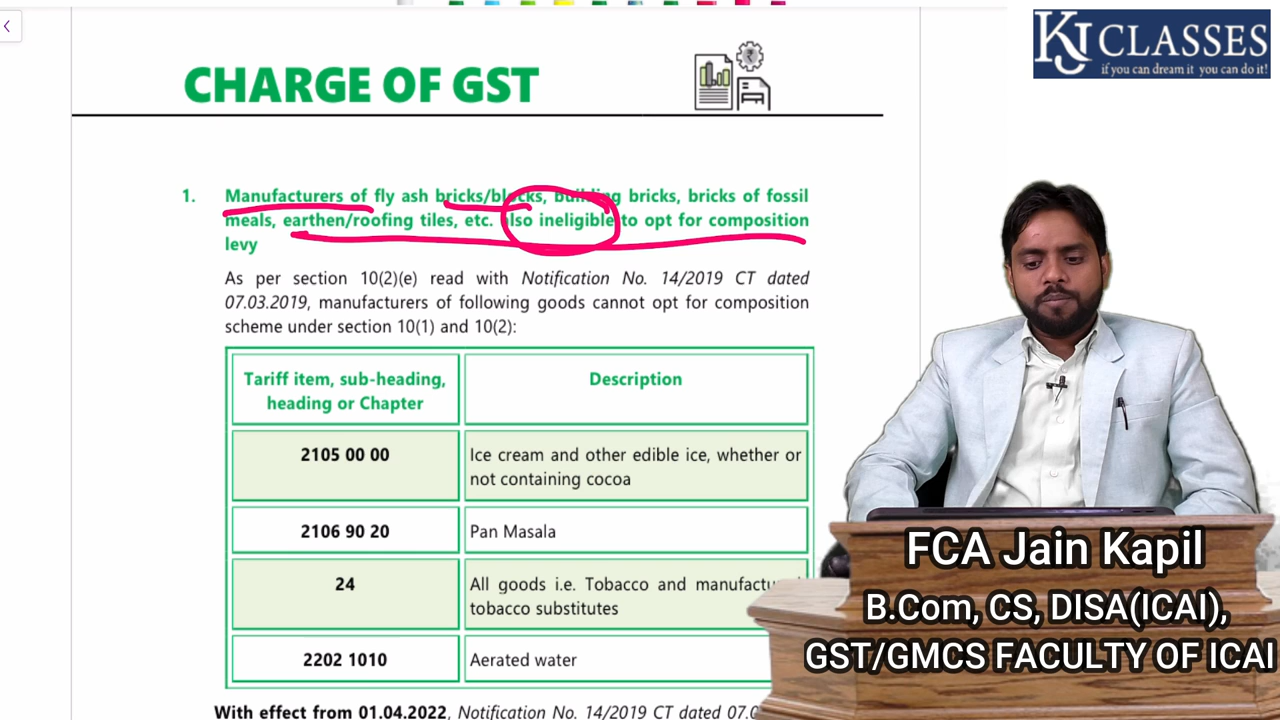 KJ CLASSES
if you can dream it you can do it!
CHARGE OF GST
1. Manufacturers of fly ash bricks/blocks, building bricks, bricks of fossil
meals, earthen/roofing tiles, etc. also ineligible to opt for composition
levy
As per section 10(2)(e) read with Notification No. 14/2019 CT dated
07.03.2019, manufacturers of following goods cannot opt for composition
scheme under section 10(1) and 10(2):
Tariff item, sub-heading,
heading or Chapter
Description
2105 00 00
Ice cream and other edible ice, whether or
not containing cocoa
2106 90 20
Pan Masala
24
All goods i.e. Tobacco and
tobacco substitutes
2202 1010
Aerated water
With effect from 01.04.2022, Notification No. 14/2019 CT dated
FCA Jain Kapil
B.Com, CS, DISA(ICAI),
GST/GMCS FACULTY OF ICAI